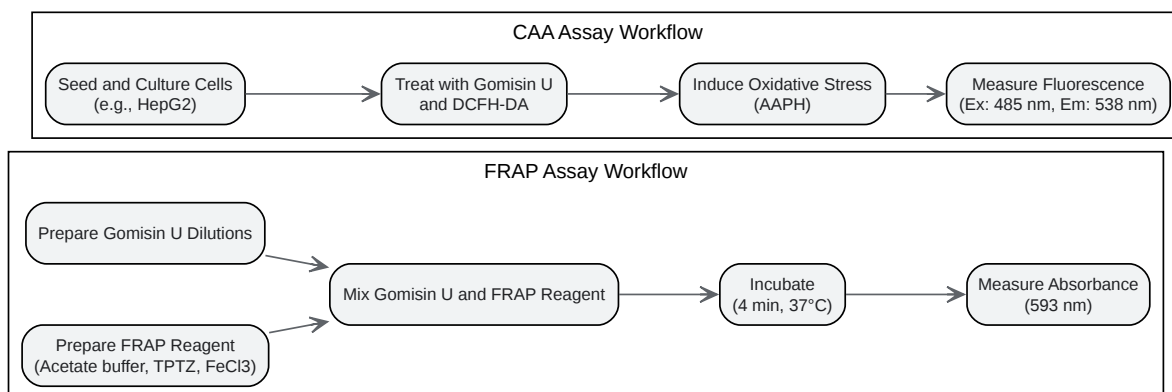 CAA Assay Workflow
Seed and Culture Cells
(e.g., HepG2)
Treat with Gomisin U
and DCFH-DA
Induce Oxidative Stress
(AAPH)
Measure Fluorescence
(Ex: 485 nm, Em: 538 nm)
FRAP Assay Workflow
Prepare Gomisin U Dilutions
Prepare FRAP Reagent
(Acetate buffer, TPTZ, FeCl3)
Mix Gomisin U and FRAP Reagent
Incubate
(4 min, 37°C)
Measure Absorbance
(593 nm)